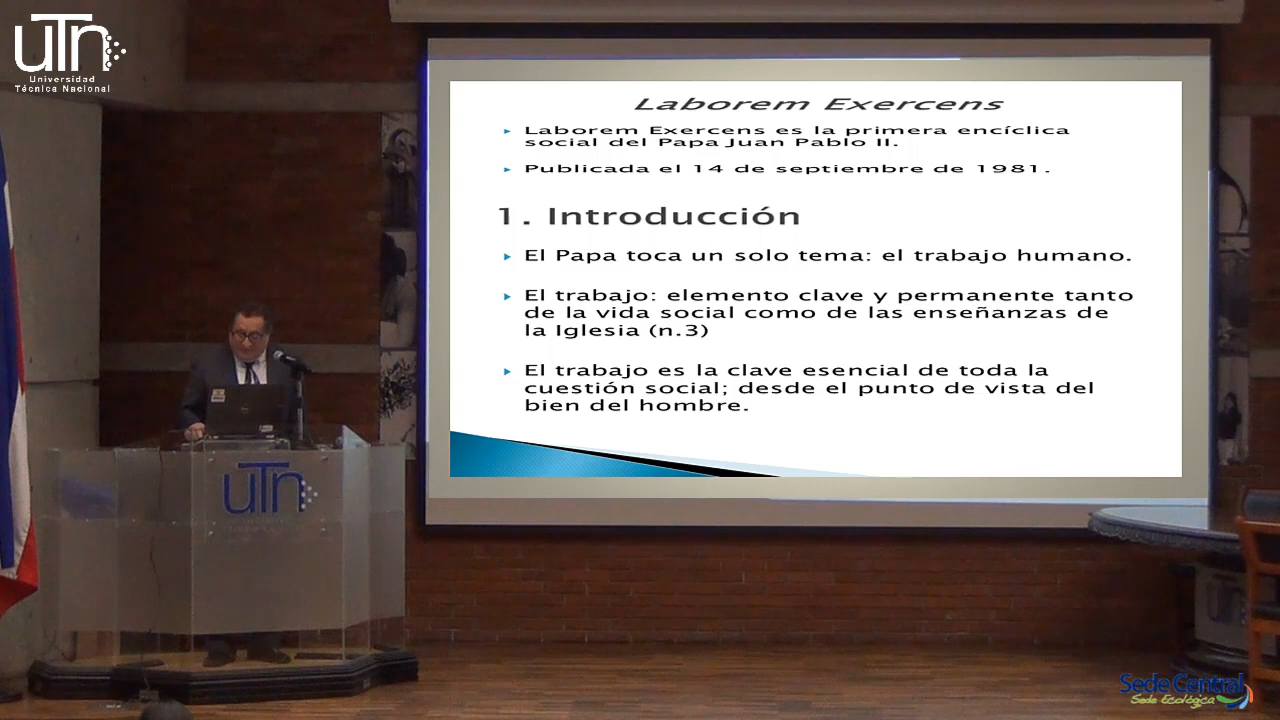 uTn
Universidad
Técnica Nacional
Laborem Exercens
Laborem Exercens es la primera encíclica
social del Papa Juan Pablo II.
Publicada el 14 de septiembre de 1981.
1. Introducción
El Papa toca un solo tema: el trabajo humano.
El trabajo: elemento clave y permanente tanto
de la vida social como de las enseñanzas de
la Iglesia (n.3)
El trabajo es la clave esencial de toda la
cuestión social; desde el punto de vista del
bien del hombre.
uTn
Sede Central
Sede Ecológica